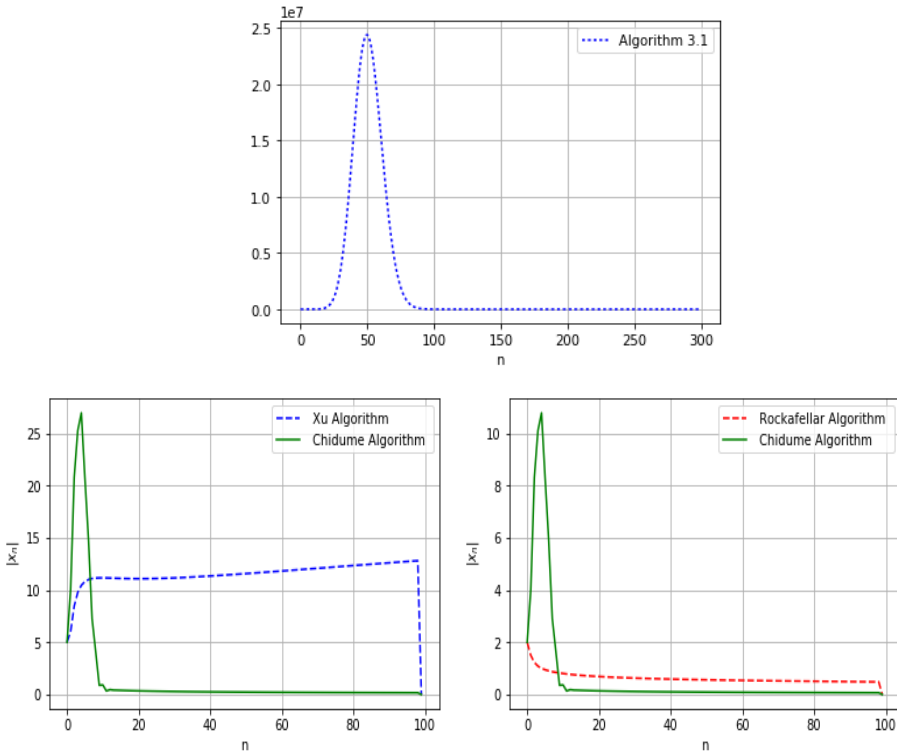 1e7
2.5
2.0
1.5
1.0
0.5
0.0
Algorithm 3.1
0 50 100 150 200 250 300
n
25
20
15
10
5
0
|xₙ|
Xu Algorithm
Chidume Algorithm
0 20 40 60 80 100
n
10
8
6
4
2
0
|xₙ|
Rockafellar Algorithm
Chidume Algorithm
0 20 40 60 80 100
n